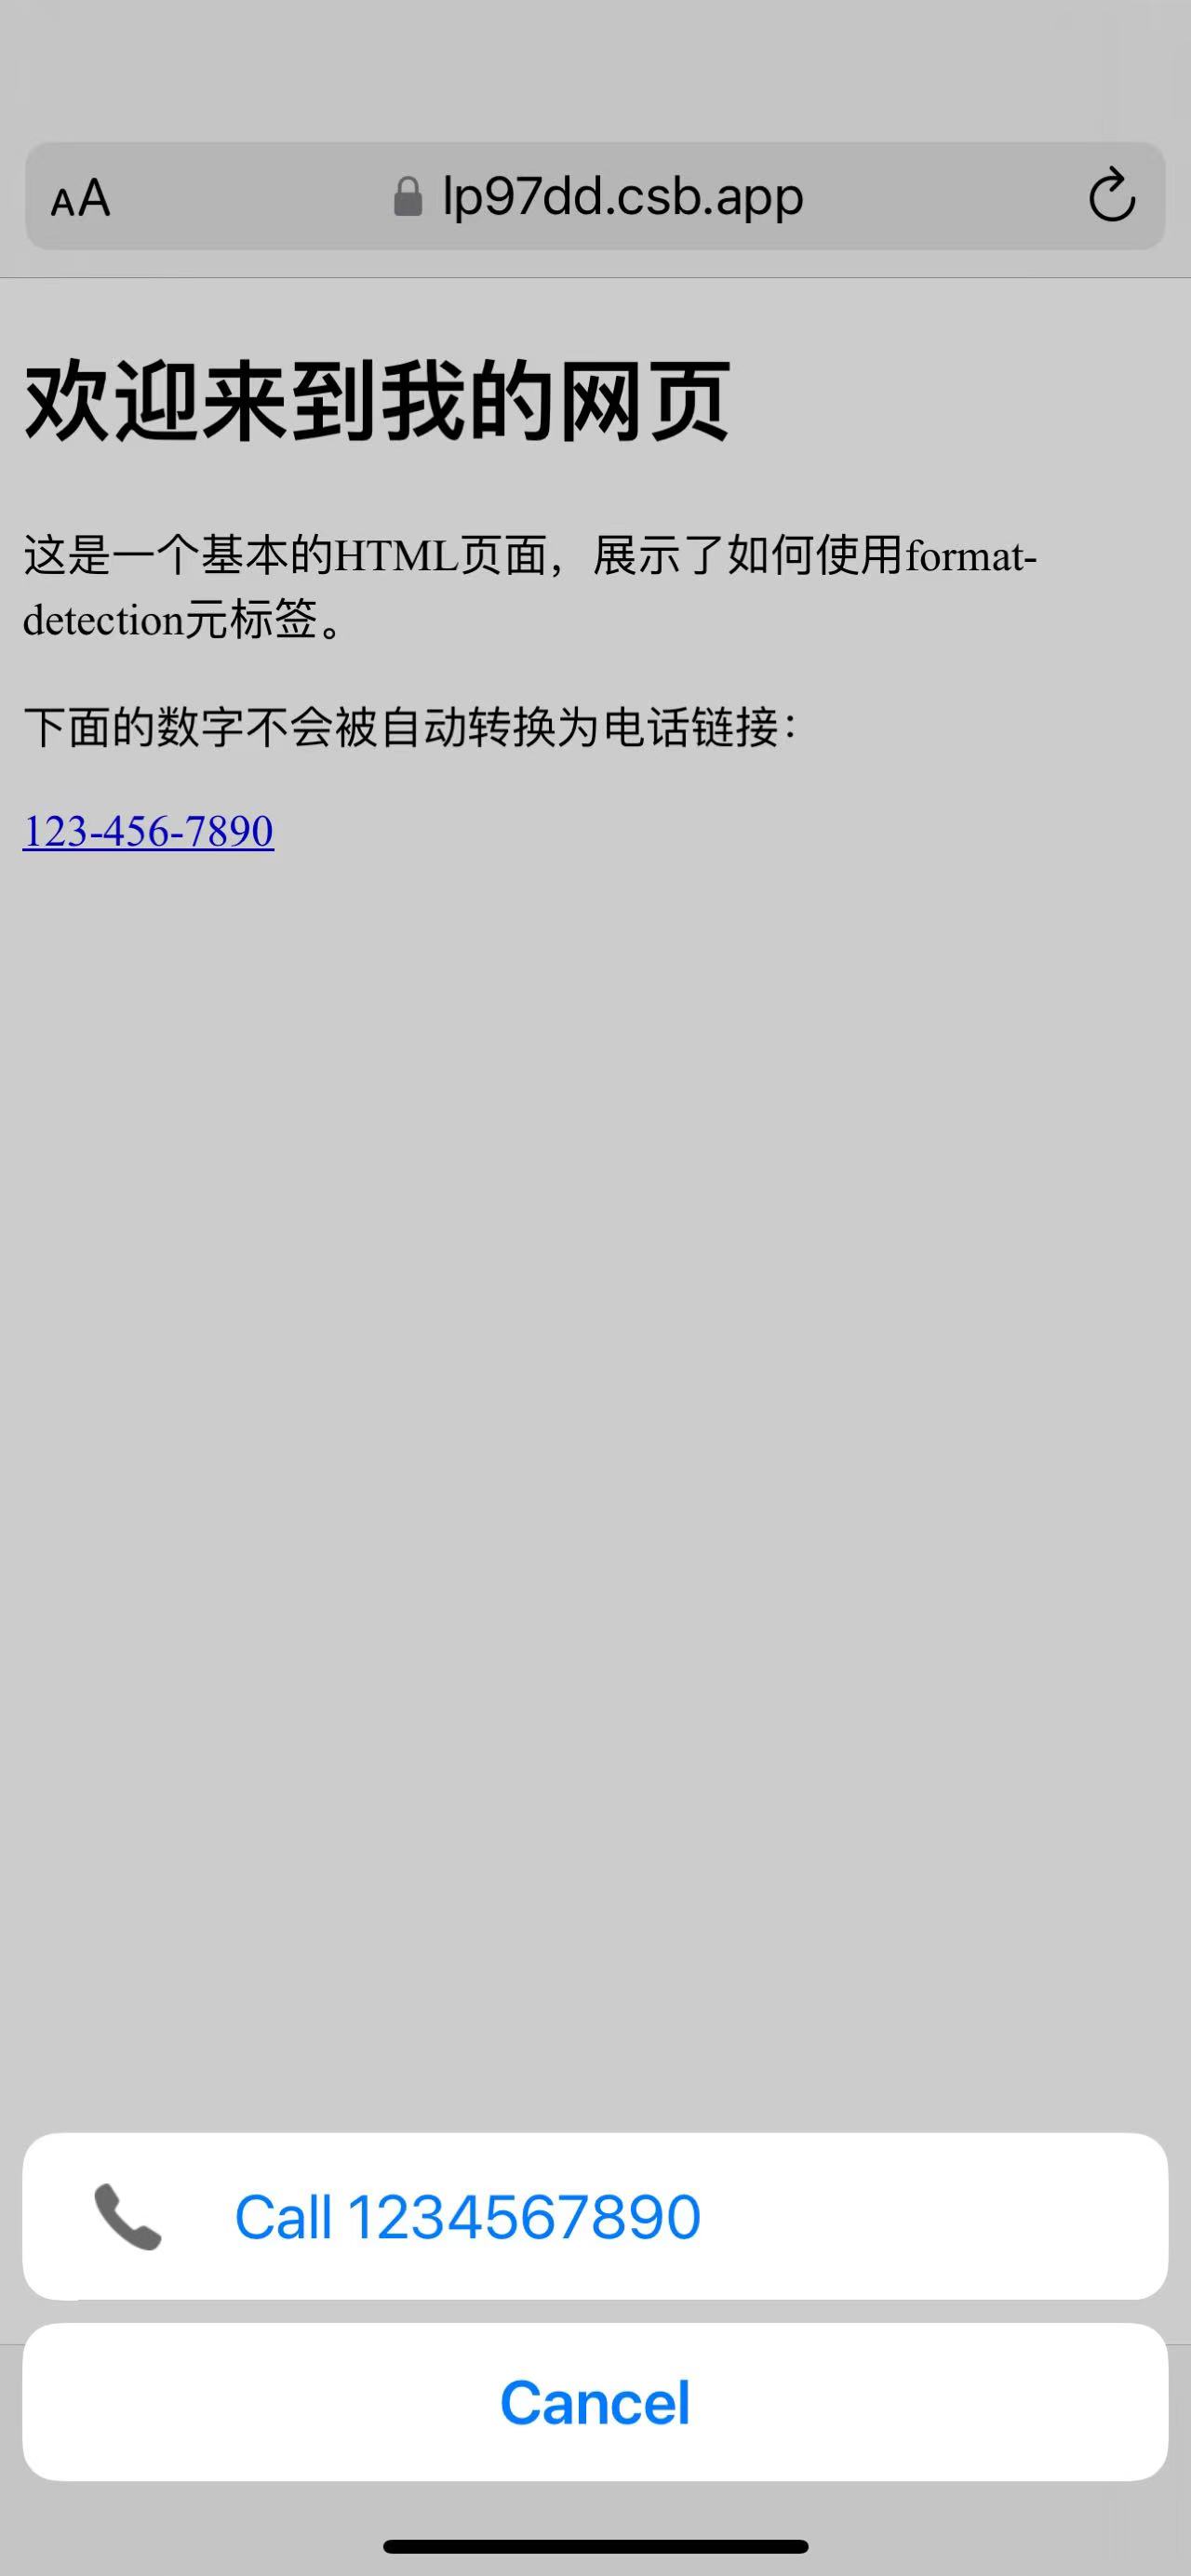 AA
lp97dd.csb.app
欢迎来到我的网页
这是一个基本的HTML页面，展示了如何使用format-
detection元标签。
下面的数字不会被自动转换为电话链接：
123-456-7890
Call 1234567890
Cancel